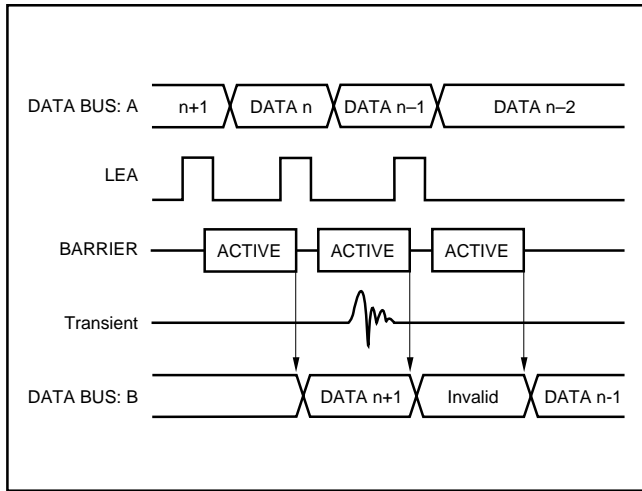 DATA BUS: A n+1 DATA n DATA n–1 DATA n–2
LEA
BARRIER ACTIVE ACTIVE ACTIVE
Transient
DATA BUS: B DATA n+1 Invalid DATA n-1